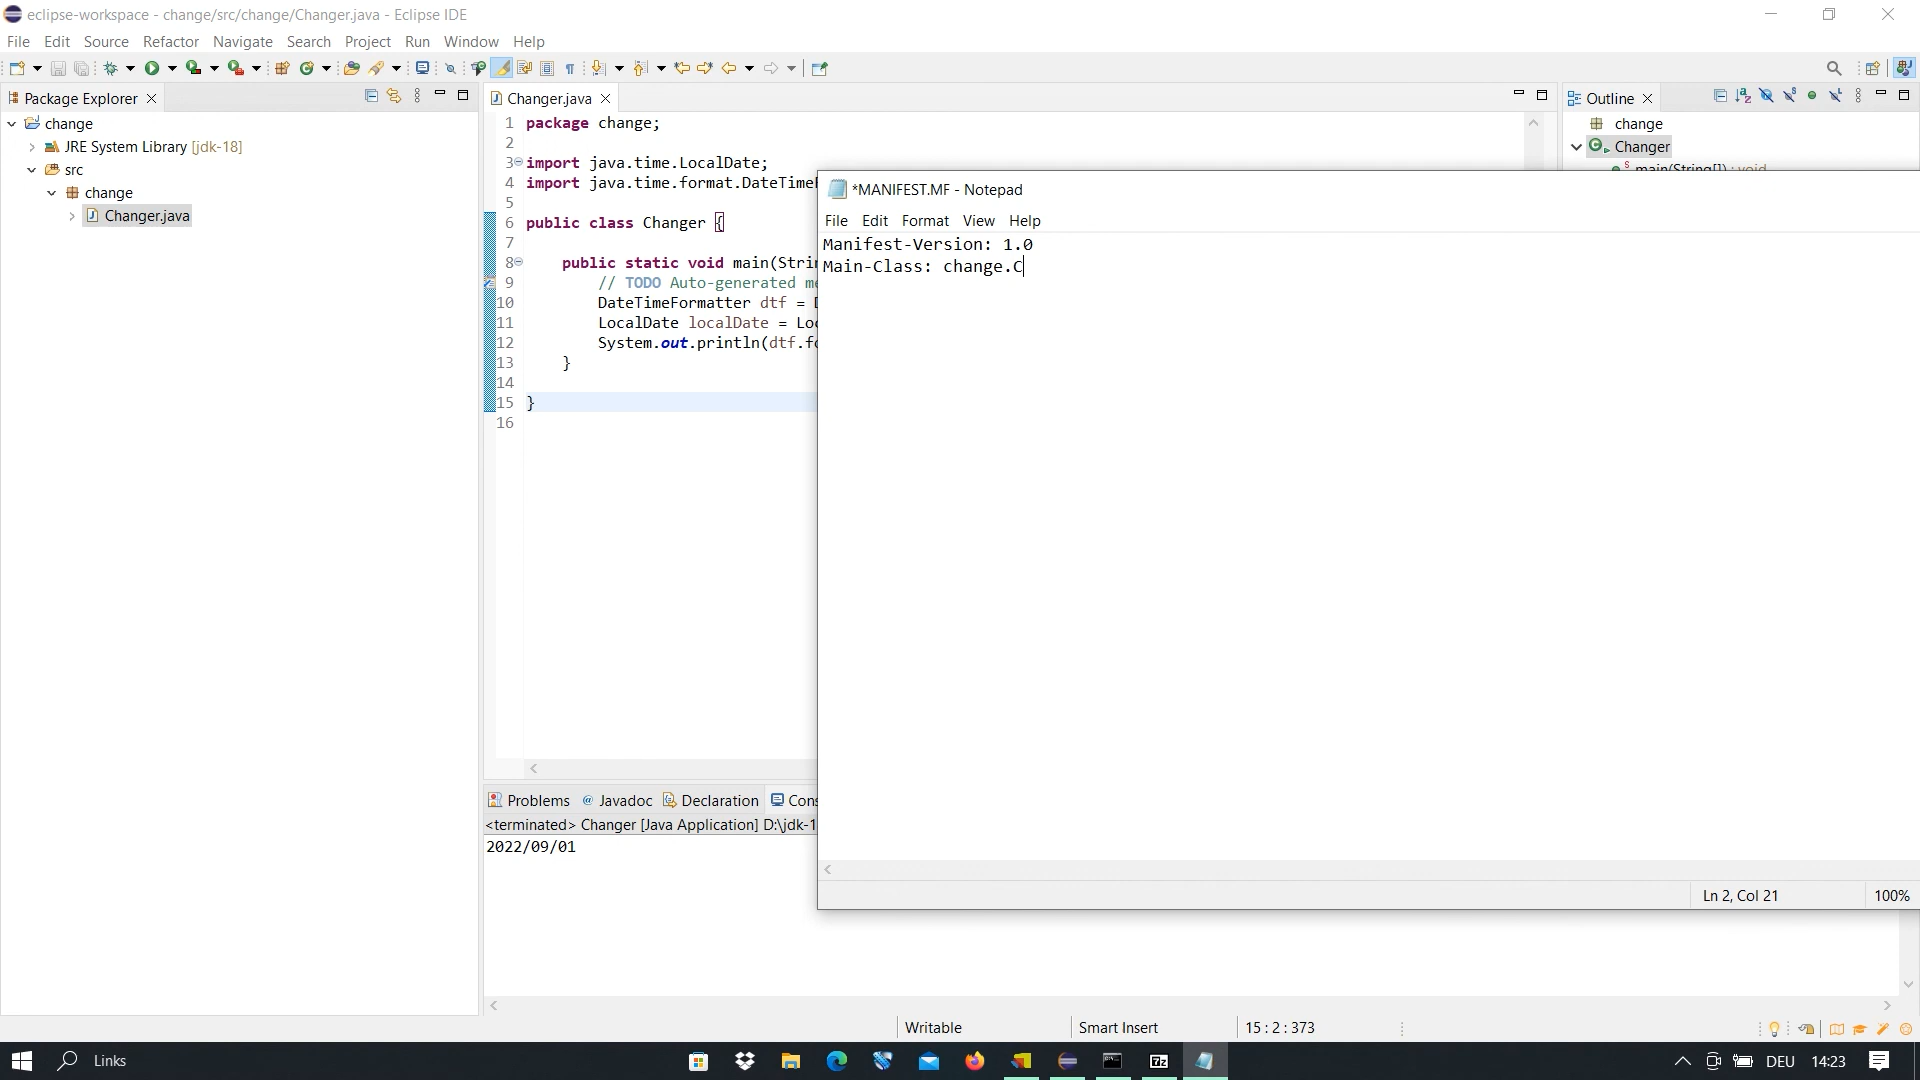 eclipse-workspace - change/src/change/Changer.java - Eclipse IDE
File Edit Source Refactor Navigate Search Project Run Window Help
Package Explorer
change
JRE System Library [jdk-18]
src
change
Changer.java
Changer.java
1 package change;
2
3 import java.time.LocalDate;
4 import java.time.format.DateTimeF
5
6 public class Changer {
7
8 public static void main(Strin
9 // TODO Auto-generated me
10 DateTimeFormatter dtf = D
11 LocalDate localDate = Loc
12 System.out.println(dtf.fo
13 }
14
15 }
16
Outline
change
Changer
main(String[]) : void
*MANIFEST.MF - Notepad
File Edit Format View Help
Manifest-Version: 1.0
Main-Class: change.C
Ln 2, Col 21
100%
Problems @ Javadoc Declaration Cons
<terminated> Changer [Java Application] D:\jdk-1
2022/09/01
Writable
Smart Insert
15 : 2 : 373
Links
7z
DEU
14:23